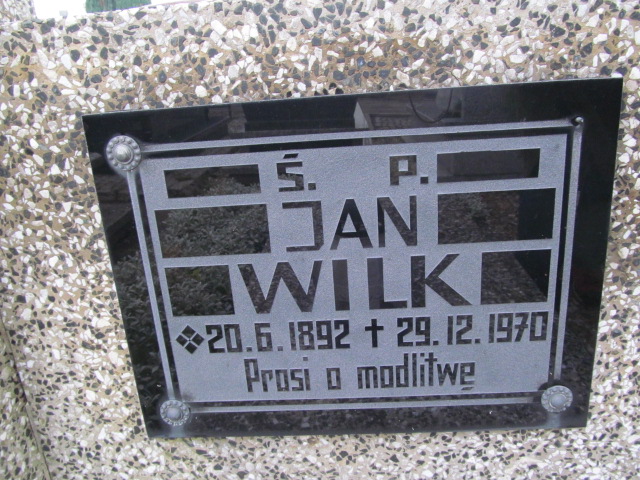 Ś. P.
JAN
WILK
❖ 20.6.1892 † 29.12.1970
Prosi o modlitwę